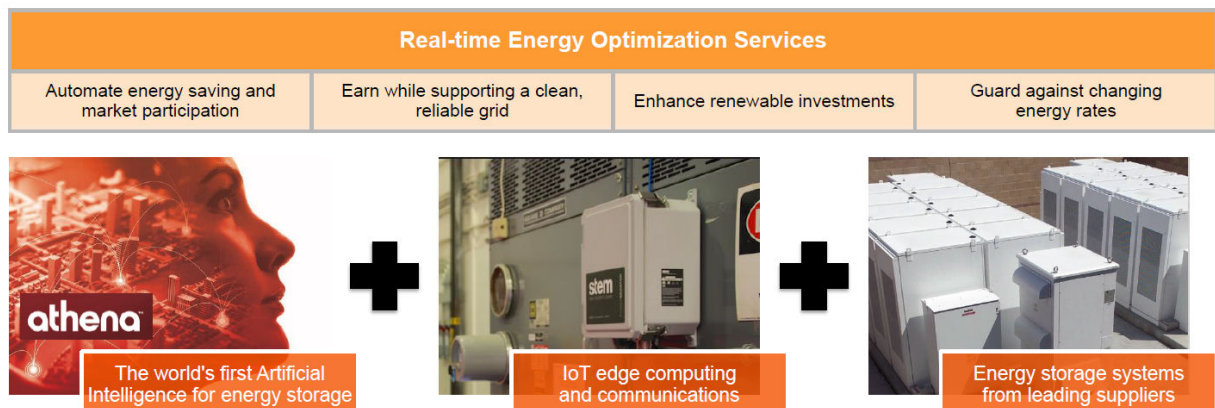 Real-time Energy Optimization Services
Automate energy saving and
market participation
Earn while supporting a clean,
reliable grid
Enhance renewable investments
Guard against changing
energy rates
athena™
The world's first Artificial
Intelligence for energy storage
stem
IoT edge computing
and communications
Energy storage systems
from leading suppliers